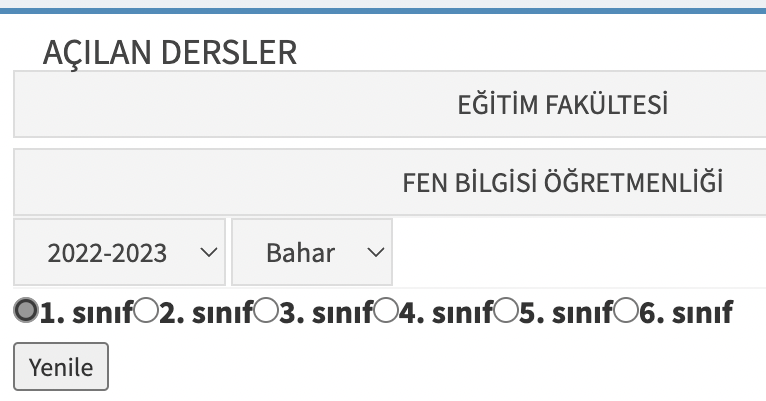 AÇILAN DERSLER
EĞİTİM FAKÜLTESİ
FEN BİLGİSİ ÖĞRETMENLİĞİ
2022-2023 Bahar
1. sınıf 2. sınıf 3. sınıf 4. sınıf 5. sınıf 6. sınıf
Yenile